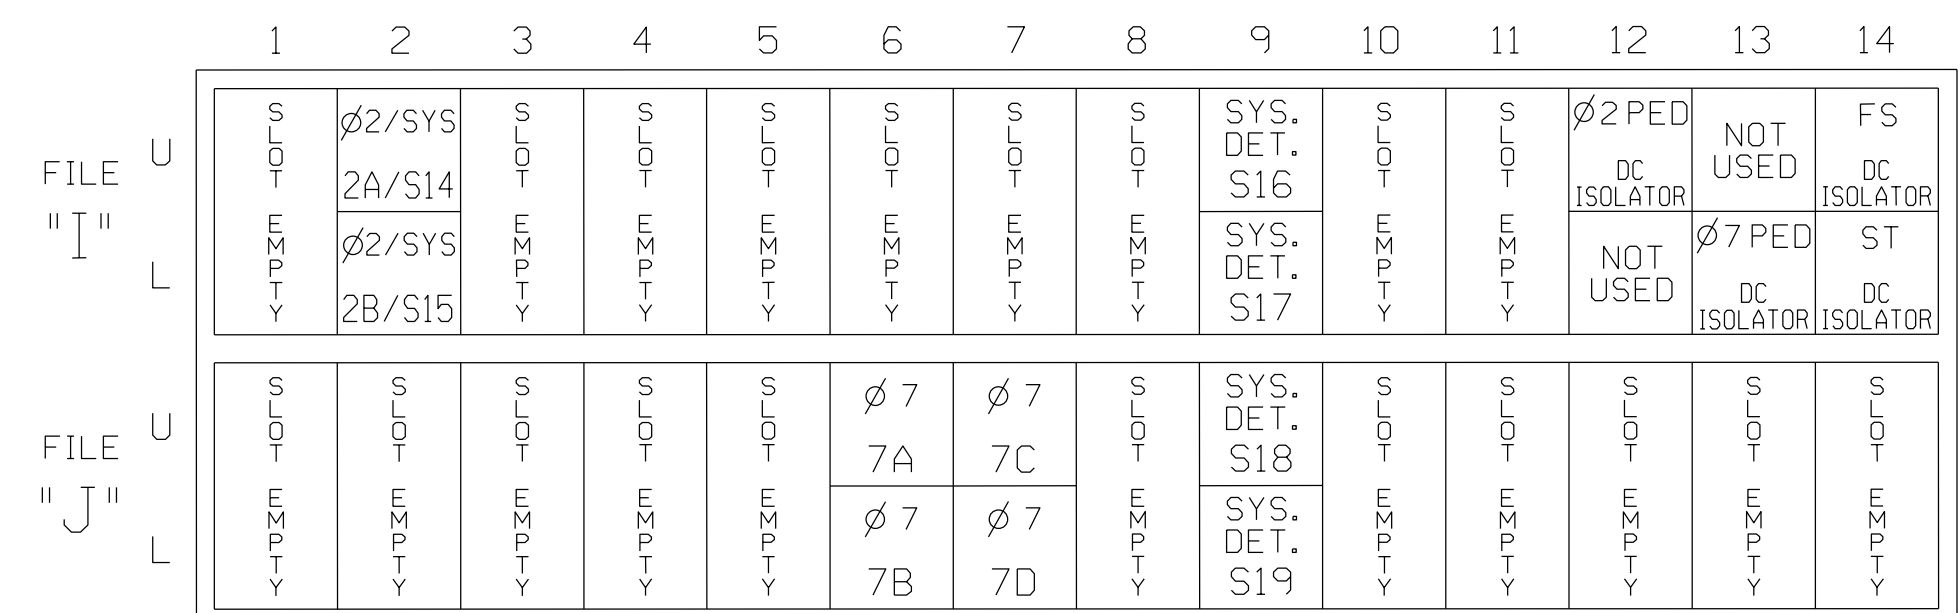 1 2 3 4 5 6 7 8 9 10 11 12 13 14
FILE "I"
U
L
SLOT EMPTY
Ø2/SYS
2A/S14
Ø2/SYS
2B/S15
SLOT EMPTY
SLOT EMPTY
SLOT EMPTY
SLOT EMPTY
SLOT EMPTY
SLOT EMPTY
SYS.
DET.
S16
SYS.
DET.
S17
SLOT EMPTY
SLOT EMPTY
Ø2 PED
DC
ISOLATOR
NOT
USED
NOT
USED
Ø7 PED
DC
ISOLATOR
FS
DC
ISOLATOR
ST
DC
ISOLATOR
FILE "J"
U
L
SLOT EMPTY
SLOT EMPTY
SLOT EMPTY
SLOT EMPTY
SLOT EMPTY
Ø 7
7A
Ø 7
7B
Ø 7
7C
Ø 7
7D
SLOT EMPTY
SYS.
DET.
S18
SYS.
DET.
S19
SLOT EMPTY
SLOT EMPTY
SLOT EMPTY
SLOT EMPTY
SLOT EMPTY